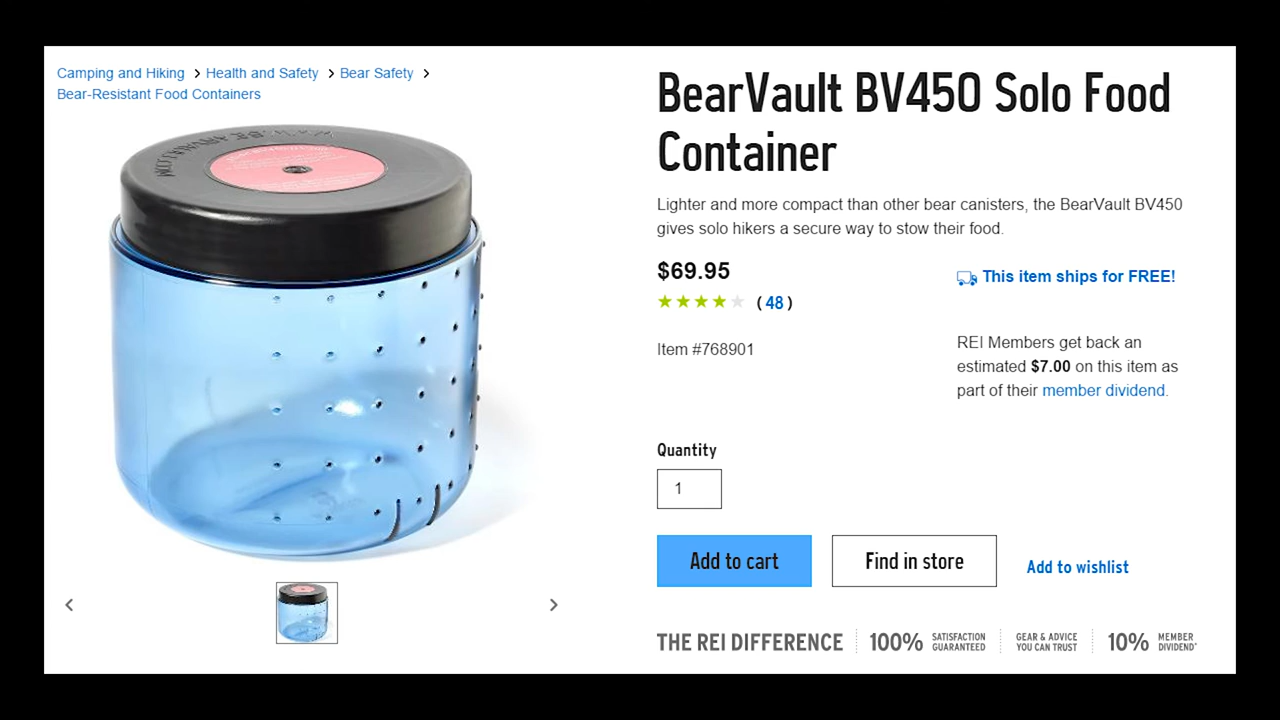 Camping and Hiking > Health and Safety > Bear Safety >
Bear-Resistant Food Containers
BearVault BV450 Solo Food
Container
Lighter and more compact than other bear canisters, the BearVault BV450
gives solo hikers a secure way to stow their food.
$69.95
This item ships for FREE!
( 48 )
Item #768901
REI Members get back an
estimated $7.00 on this item as
part of their member dividend.
Quantity
1
Add to cart
Find in store
Add to wishlist
THE REI DIFFERENCE
100% SATISFACTION
GUARANTEED
GEAR & ADVICE
YOU CAN TRUST
10% MEMBER
DIVIDEND*